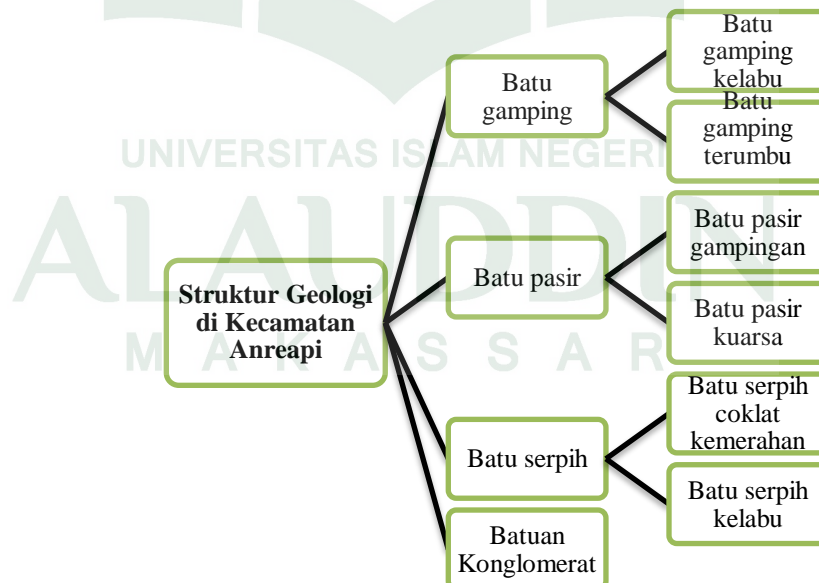 Batu
gamping
kelabu
Batu
gamping
Batu
gamping
terumbu
UNIVERSITAS ISLAM NEGERI
ALAUDDIN
MAKASSAR
Struktur Geologi
di Kecamatan
Anreapi
Batu pasir
Batu pasir
gampingan
Batu pasir
kuarsa
Batu serpih
Batu serpih
coklat
kemerahan
Batu serpih
kelabu
Batuan
Konglomerat